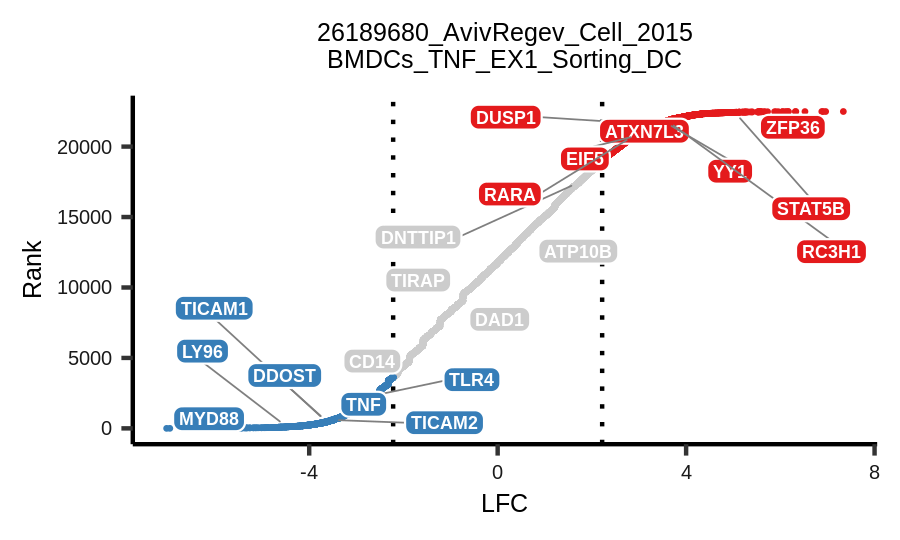 26189680_AvivRegev_Cell_2015
BMDCs_TNF_EX1_Sorting_DC
Rank
20000
15000
10000
5000
0
DUSP1
ATXN7L3
ZFP36
EIF5
YY1
RARA
STAT5B
DNTTIP1
ATP10B
RC3H1
TIRAP
TICAM1
DAD1
LY96
CD14
DDOST
TLR4
TNF
MYD88
TICAM2
-4
0
4
8
LFC